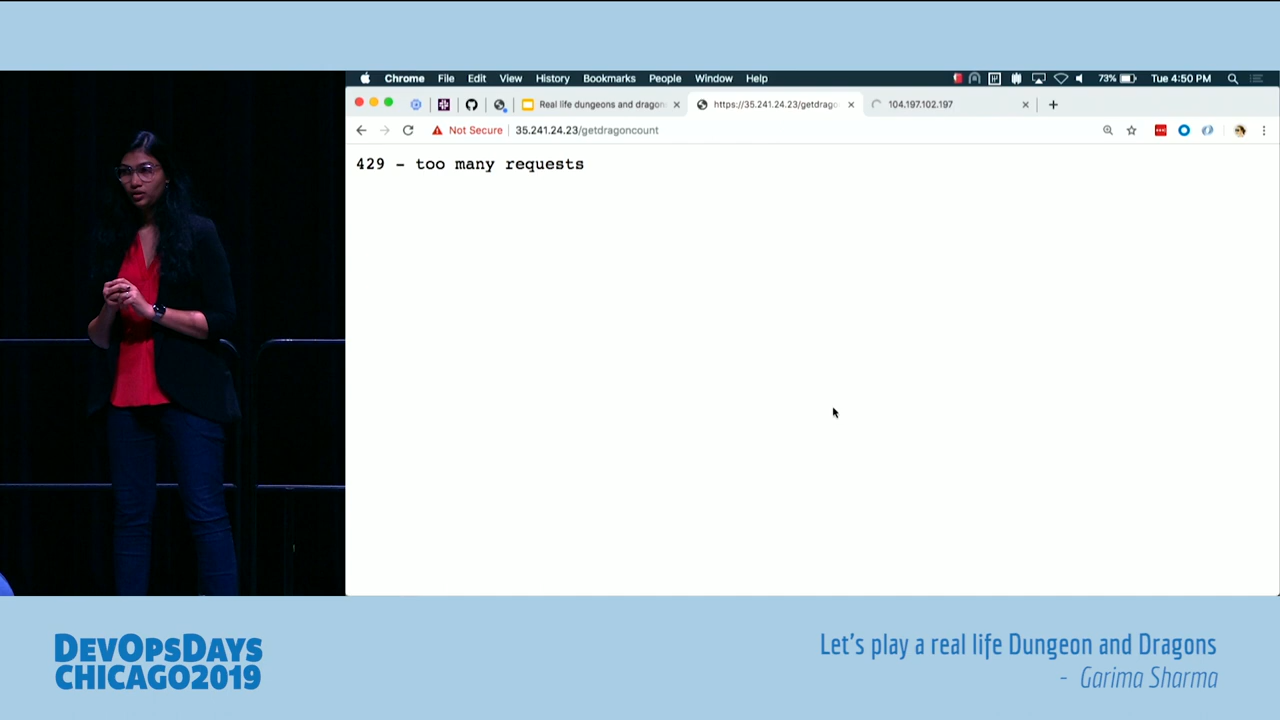 Chrome File Edit View History Bookmarks People Window Help 73% Tue 4:50 PM
Real life dungeons and dragon https://35.241.24.23/getdrago 104.197.102.197
Not Secure 35.241.24.23/getdragoncount
429 - too many requests
DevOpsDays
Chicago2019
Let's play a real life Dungeon and Dragons
- Garima Sharma